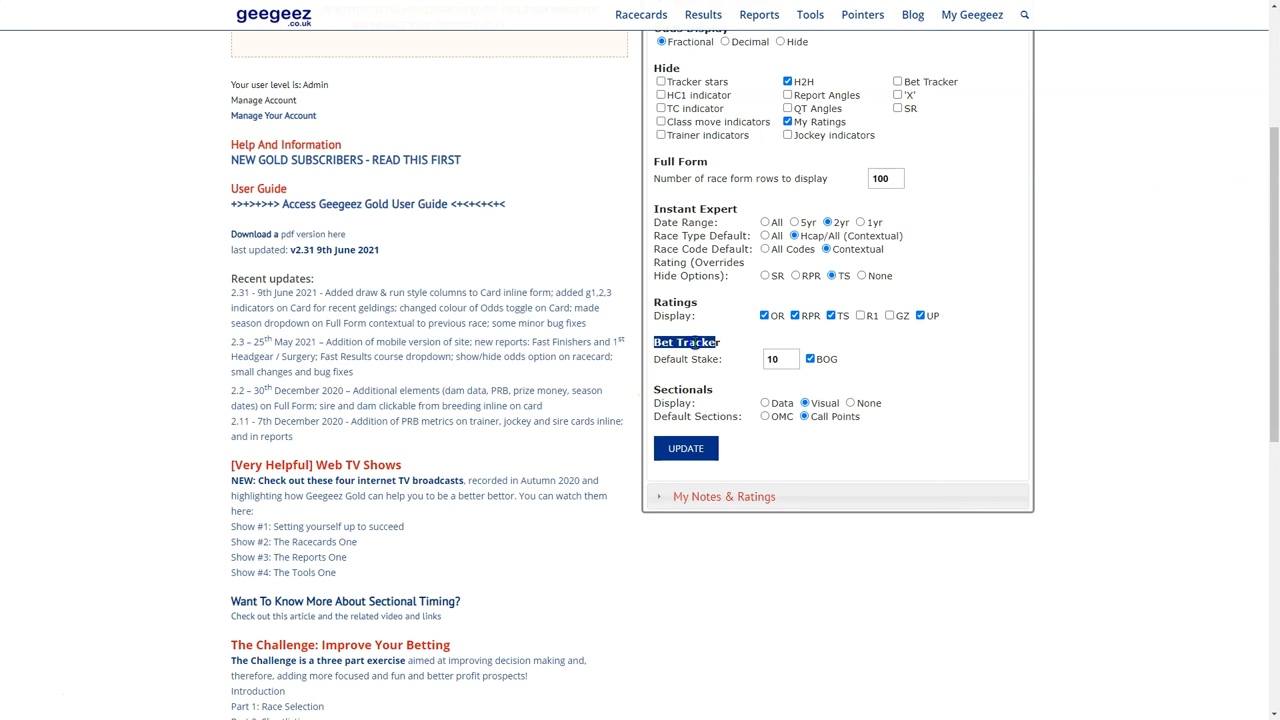 geegeez
.co.uk
Racecards Results Reports Tools Pointers Blog My Geegeez
Your user level is: Admin
Manage Account
Manage Your Account
Help And Information
NEW GOLD SUBSCRIBERS - READ THIS FIRST
User Guide
+>+>+>+> Access Geegeez Gold User Guide <+<+<+<+<
Download a pdf version here
last updated: v2.31 9th June 2021
Recent updates:
2.31 - 9th June 2021 - Added draw & run style columns to Card inline form; added g1,2,3
indicators on Card for recent geldings; changed colour of Odds toggle on Card; made
season dropdown on Full Form contextual to previous race; some minor bug fixes
2.3 – 25th May 2021 – Addition of mobile version of site; new reports: Fast Finishers and 1st
Headgear / Surgery; Fast Results course dropdown; show/hide odds option on racecard;
small changes and bug fixes
2.2 – 30th December 2020 – Additional elements (dam data, PRB, prize money, season
dates) on Full Form; sire and dam clickable from breeding inline on card
2.11 - 7th December 2020 - Addition of PRB metrics on trainer, jockey and sire cards inline;
and in reports
[Very Helpful] Web TV Shows
NEW: Check out these four internet TV broadcasts, recorded in Autumn 2020 and
highlighting how Geegeez Gold can help you to be a better bettor. You can watch them
here:
Show #1: Setting yourself up to succeed
Show #2: The Racecards One
Show #3: The Reports One
Show #4: The Tools One
Want To Know More About Sectional Timing?
Check out this article and the related video and links
The Challenge: Improve Your Betting
The Challenge is a three part exercise aimed at improving decision making and,
therefore, adding more focused and fun and better profit prospects!
Introduction
Part 1: Race Selection
Odds Display
Fractional Decimal Hide
Hide
Tracker stars H2H Bet Tracker
HC1 indicator Report Angles 'X'
TC indicator QT Angles SR
Class move indicators My Ratings
Trainer indicators Jockey indicators
Full Form
Number of race form rows to display 100
Instant Expert
Date Range: All 5yr 2yr 1yr
Race Type Default: All Hcap/All (Contextual)
Race Code Default: All Codes Contextual
Rating (Overrides
Hide Options): SR RPR TS None
Ratings
Display: OR RPR TS R1 GZ UP
Bet Tracker
Default Stake: 10 BOG
Sectionals
Display: Data Visual None
Default Sections: OMC Call Points
UPDATE
My Notes & Ratings